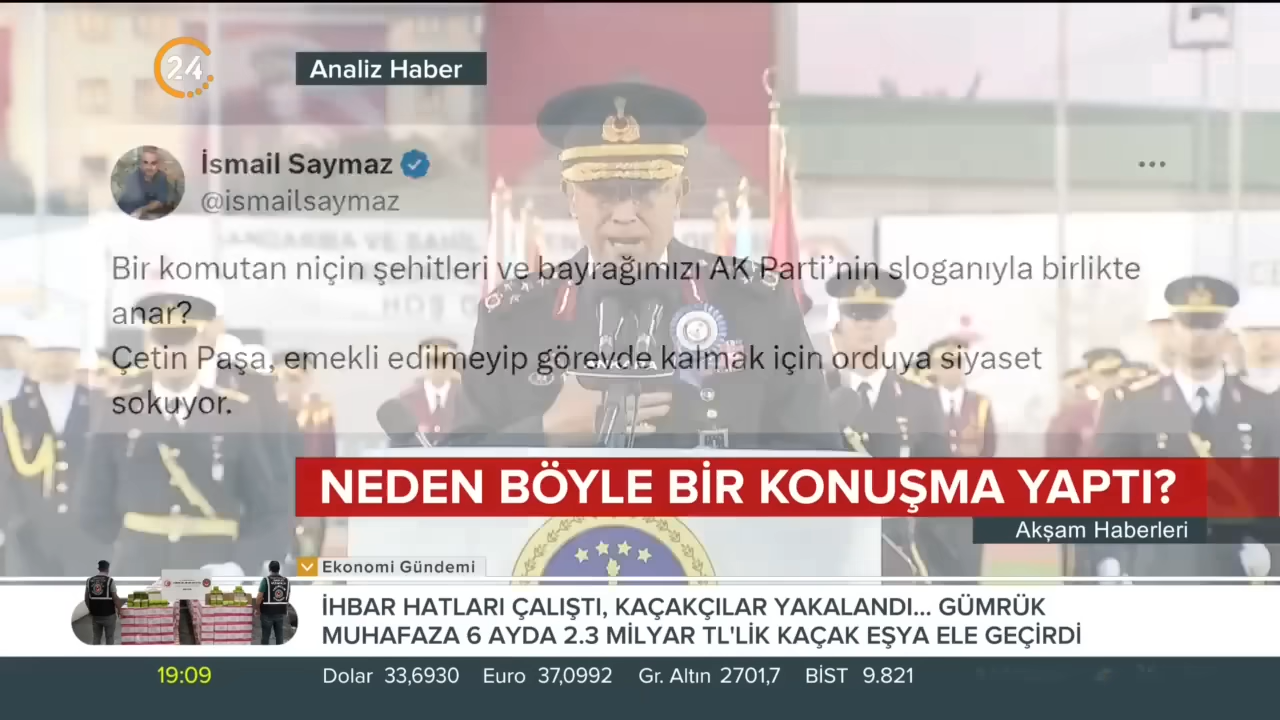 24
Analiz Haber
İsmail Saymaz
@ismailsaymaz
Bir komutan niçin şehitleri ve bayrağımızı AK Parti’nin sloganıyla birlikte
anar?
Çetin Paşa, emekli edilmeyip görevde kalmak için orduya siyaset
sokuyor.
NEDEN BÖYLE BİR KONUŞMA YAPTI?
Akşam Haberleri
Ekonomi Gündemi
İHBAR HATLARI ÇALIŞTI, KAÇAKÇILAR YAKALANDI... GÜMRÜK
MUHAFAZA 6 AYDA 2.3 MİLYAR TL'LİK KAÇAK EŞYA ELE GEÇİRDİ
19:09 Dolar 33,6930 Euro 37,0992 Gr. Altın 2701,7 BİST 9.821